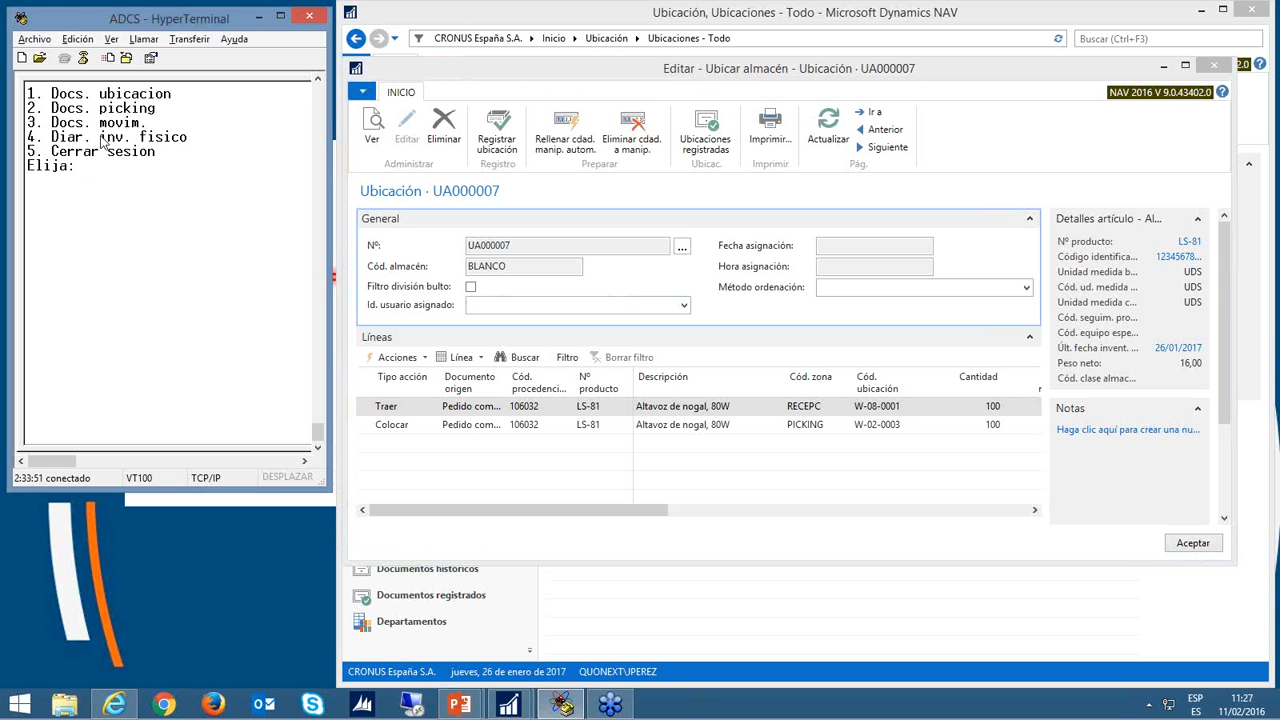 ADCS - HyperTerminal
Archivo Edición Ver Llamar Transferir Ayuda
1. Docs. ubicacion
2. Docs. picking
3. Docs. movim.
4. Diar. inv. fisico
5. Cerrar sesion
Elija:
2:33:51 conectado VT100 TCP/IP DESPLAZAR
Ubicación, Ubicaciones - Todo - Microsoft Dynamics NAV
CRONUS España S.A. Inicio Ubicación Ubicaciones - Todo
Buscar (Ctrl+F3)
Editar - Ubicar almacén - Ubicación · UA000007
INICIO
NAV 2016 V 9.0.43402.0
Ver Editar Eliminar
Administrar
Registrar ubicación
Registro
Rellenar cdad. manip. autom. Eliminar cdad. a manip.
Preparar
Ubicaciones registradas
Ubicac.
Imprimir...
Imprimir
Actualizar Ir a Anterior Siguiente
Pág.
Ubicación · UA000007
General
Nº: UA000007 Fecha asignación:
Cód. almacén: BLANCO Hora asignación:
Filtro división bulto: Método ordenación:
Id. usuario asignado:
Líneas
Acciones Línea Buscar Filtro Borrar filtro
Tipo acción Documento origen Cód. procedenci... Nº producto Descripción Cód. zona Cód. ubicación Cantidad
Traer Pedido com... 106032 LS-81 Altavoz de nogal, 80W RECEPC W-08-0001 100
Colocar Pedido com... 106032 LS-81 Altavoz de nogal, 80W PICKING W-02-0003 100
Detalles artículo - Al...
Nº producto: LS-81
Código identifica... 12345678...
Unidad medida b... UDS
Cód. ud. medida ... UDS
Unidad medida c... UDS
Cód. seguim. pro...
Cód. equipo espe...
Últ. fecha invent. ... 26/01/2017
Peso neto: 16,00
Cód. clase almac...
Notas
Haga clic aquí para crear una nu...
Aceptar
Documentos históricos
Documentos registrados
Departamentos
CRONUS España S.A. jueves, 26 de enero de 2017 QUONEXT\JPEREZ
ESP
ES
11:27
11/02/2016